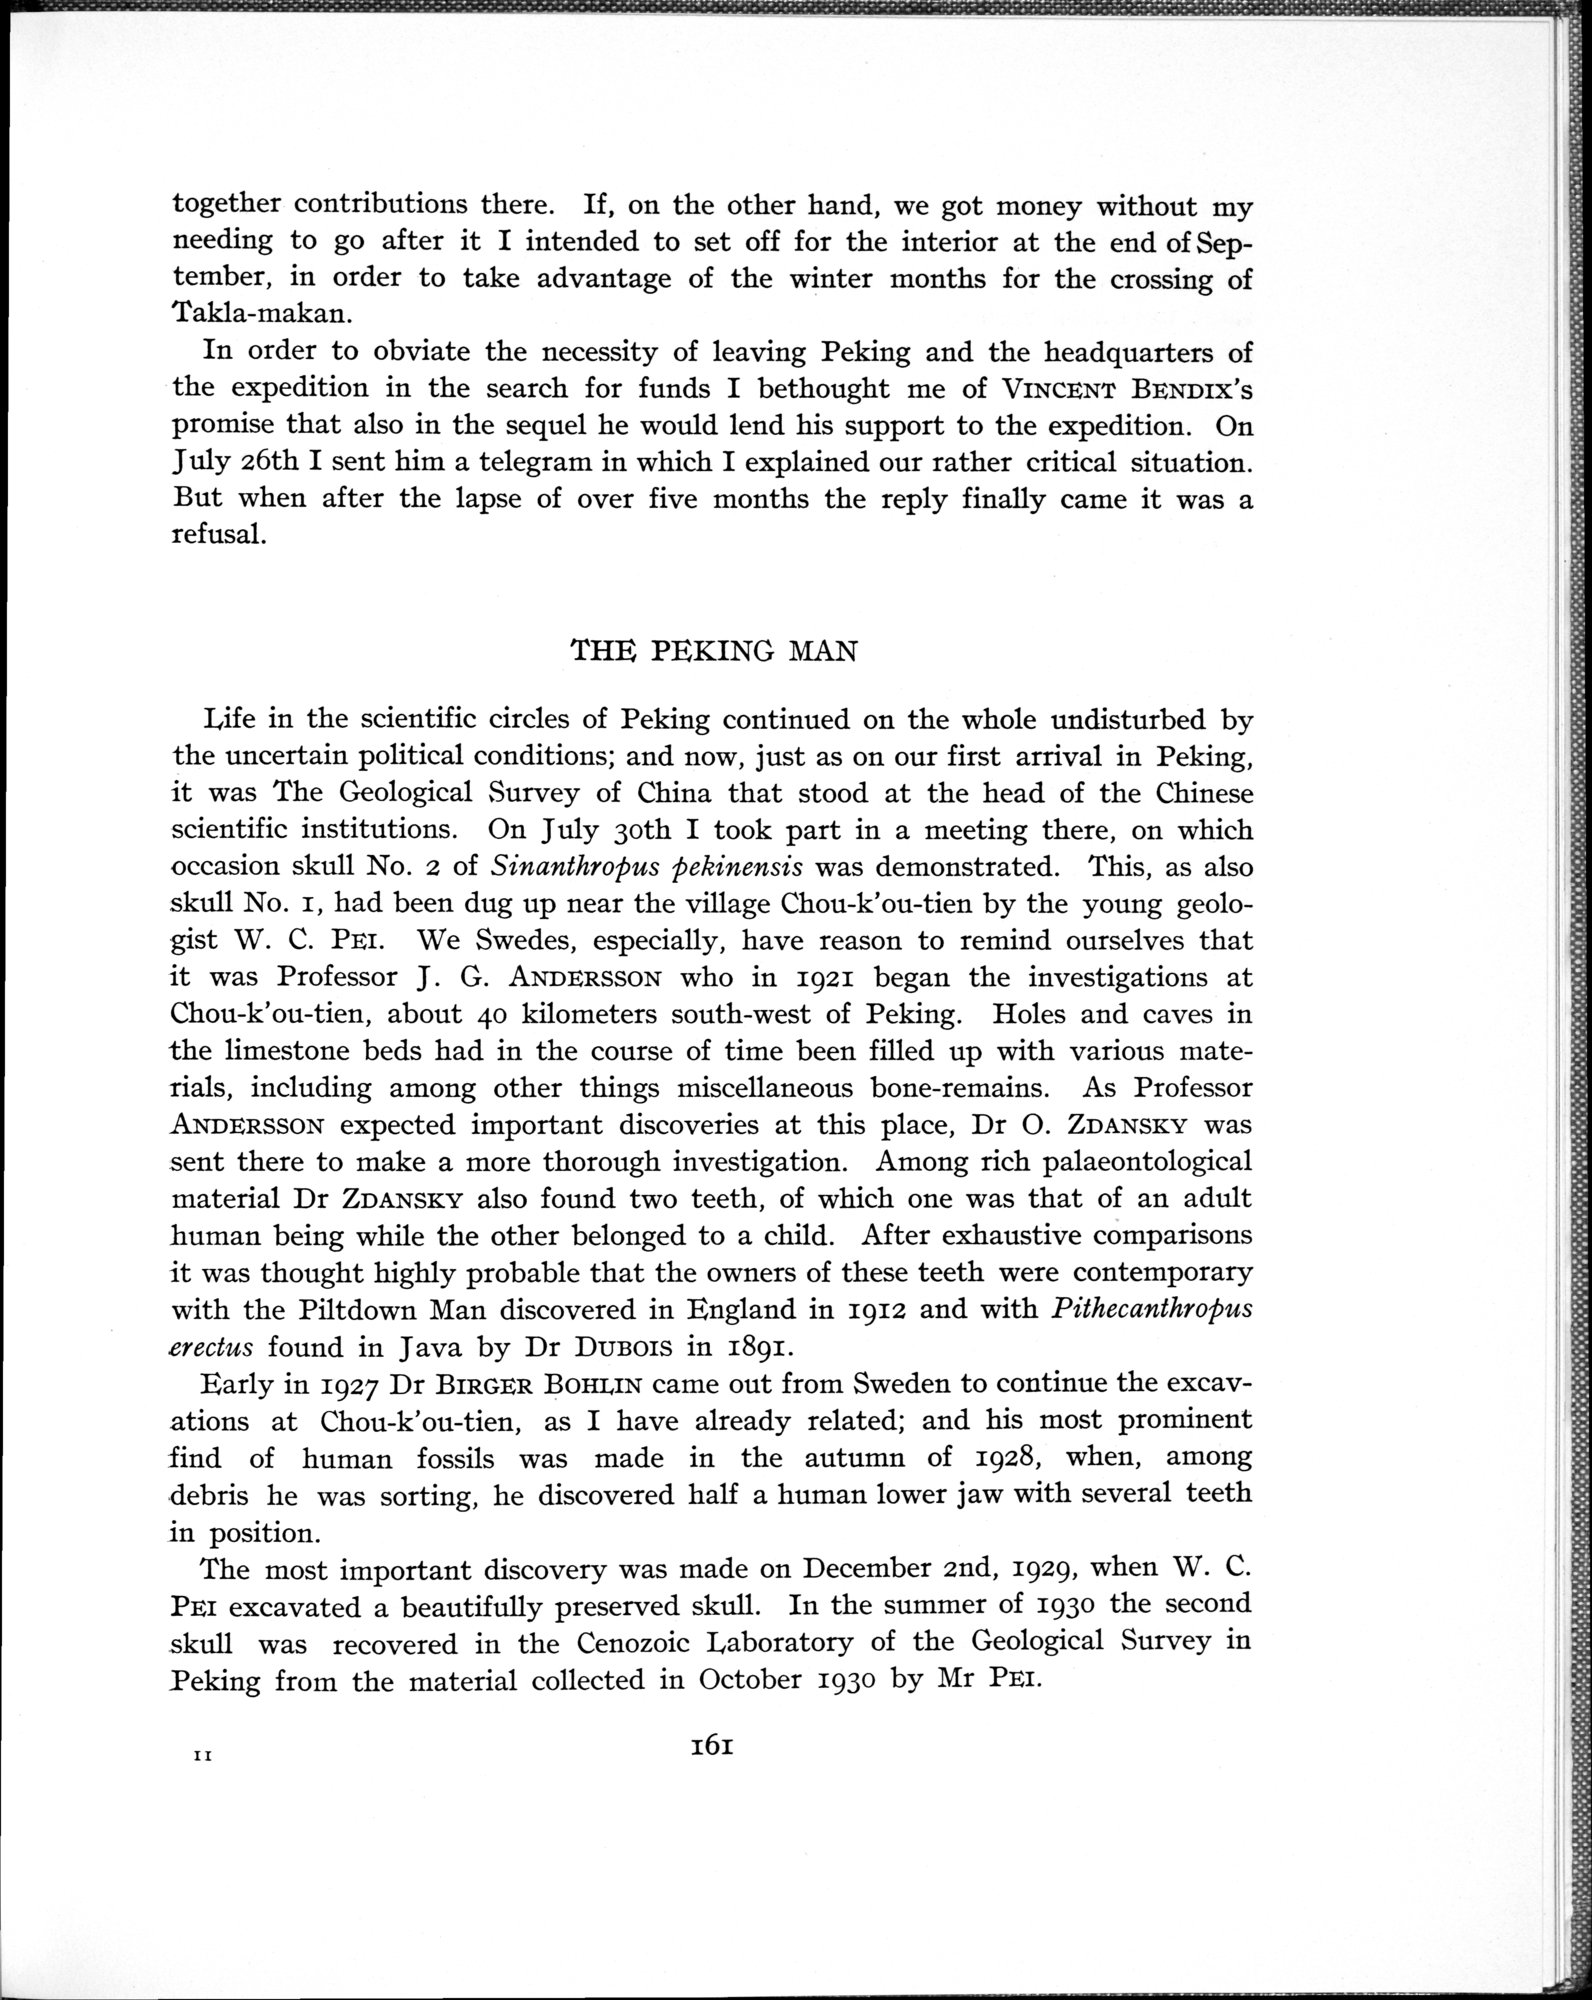 together contributions there. If, on the other hand, we got money without my
needing to go after it I intended to set off for the interior at the end of Sep-
tember, in order to take advantage of the winter months for the crossing of
Takla-makan.
In order to obviate the necessity of leaving Peking and the headquarters of
the expedition in the search for funds I bethought me of VINCENT BENDIX's
promise that also in the sequel he would lend his support to the expedition. On
July 26th I sent him a telegram in which I explained our rather critical situation.
But when after the lapse of over five months the reply finally came it was a
refusal.
THE PEKING MAN
Life in the scientific circles of Peking continued on the whole undisturbed by
the uncertain political conditions; and now, just as on our first arrival in Peking,
it was The Geological Survey of China that stood at the head of the Chinese
scientific institutions. On July 30th I took part in a meeting there, on which
occasion skull No. 2 of Sinanthropus pekinensis was demonstrated. This, as also
skull No. 1, had been dug up near the village Chou-k'ou-tien by the young geolo-
gist W. C. PEI. We Swedes, especially, have reason to remind ourselves that
it was Professor J. G. ANDERSSON who in 1921 began the investigations at
Chou-k'ou-tien, about 40 kilometers south-west of Peking. Holes and caves in
the limestone beds had in the course of time been filled up with various mate-
rials, including among other things miscellaneous bone-remains. As Professor
ANDERSSON expected important discoveries at this place, Dr O. ZDANSKY was
sent there to make a more thorough investigation. Among rich palaeontological
material Dr ZDANSKY also found two teeth, of which one was that of an adult
human being while the other belonged to a child. After exhaustive comparisons
it was thought highly probable that the owners of these teeth were contemporary
with the Piltdown Man discovered in England in 1912 and with Pithecanthropus
erectus found in Java by Dr DUBOIS in 1891.
Early in 1927 Dr BIRGER BOHLIN came out from Sweden to continue the excav-
ations at Chou-k'ou-tien, as I have already related; and his most prominent
find of human fossils was made in the autumn of 1928, when, among
debris he was sorting, he discovered half a human lower jaw with several teeth
in position.
The most important discovery was made on December 2nd, 1929, when W. C.
PEI excavated a beautifully preserved skull. In the summer of 1930 the second
skull was recovered in the Cenozoic Laboratory of the Geological Survey in
Peking from the material collected in October 1930 by Mr PEI.
11
161